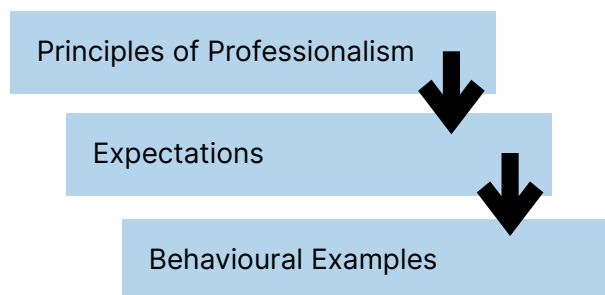 Principles of Professionalism
Expectations
Behavioural Examples